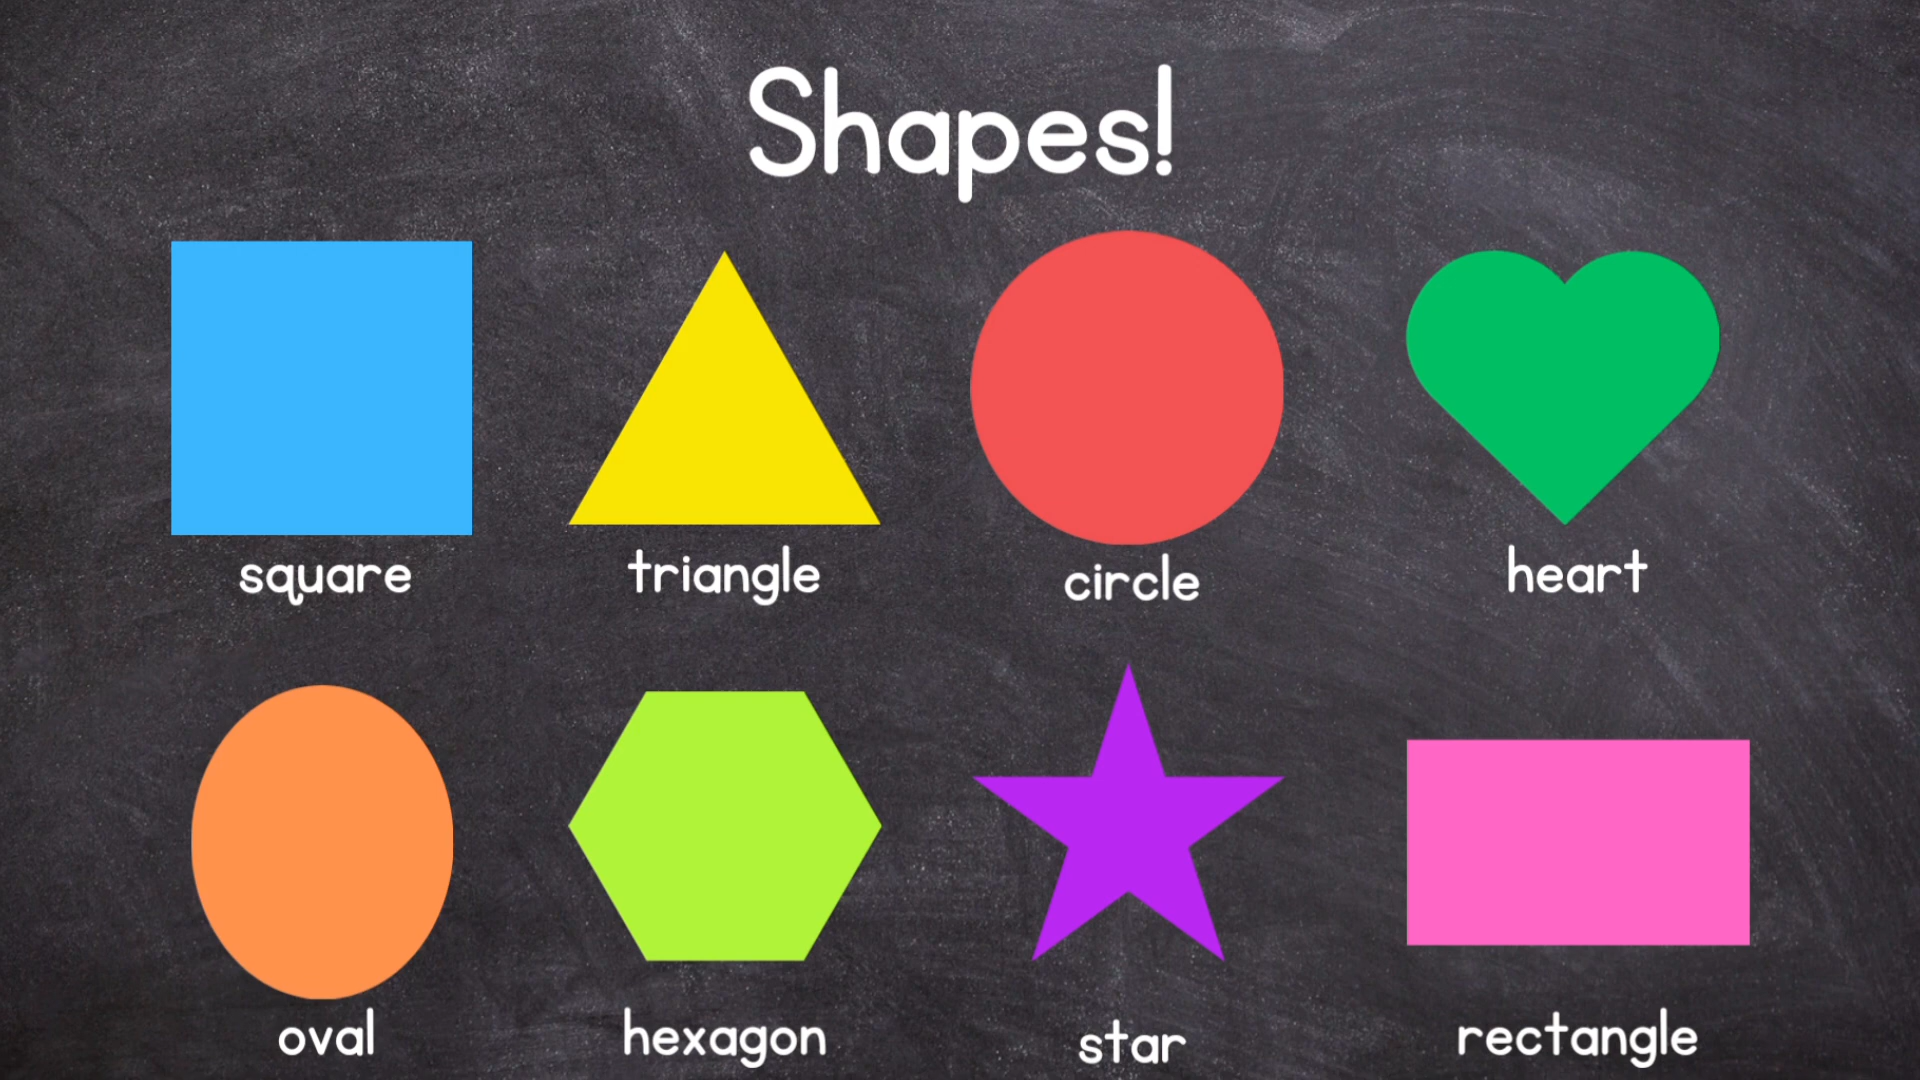 Shapes!
square
triangle
circle
heart
oval
hexagon
star
rectangle